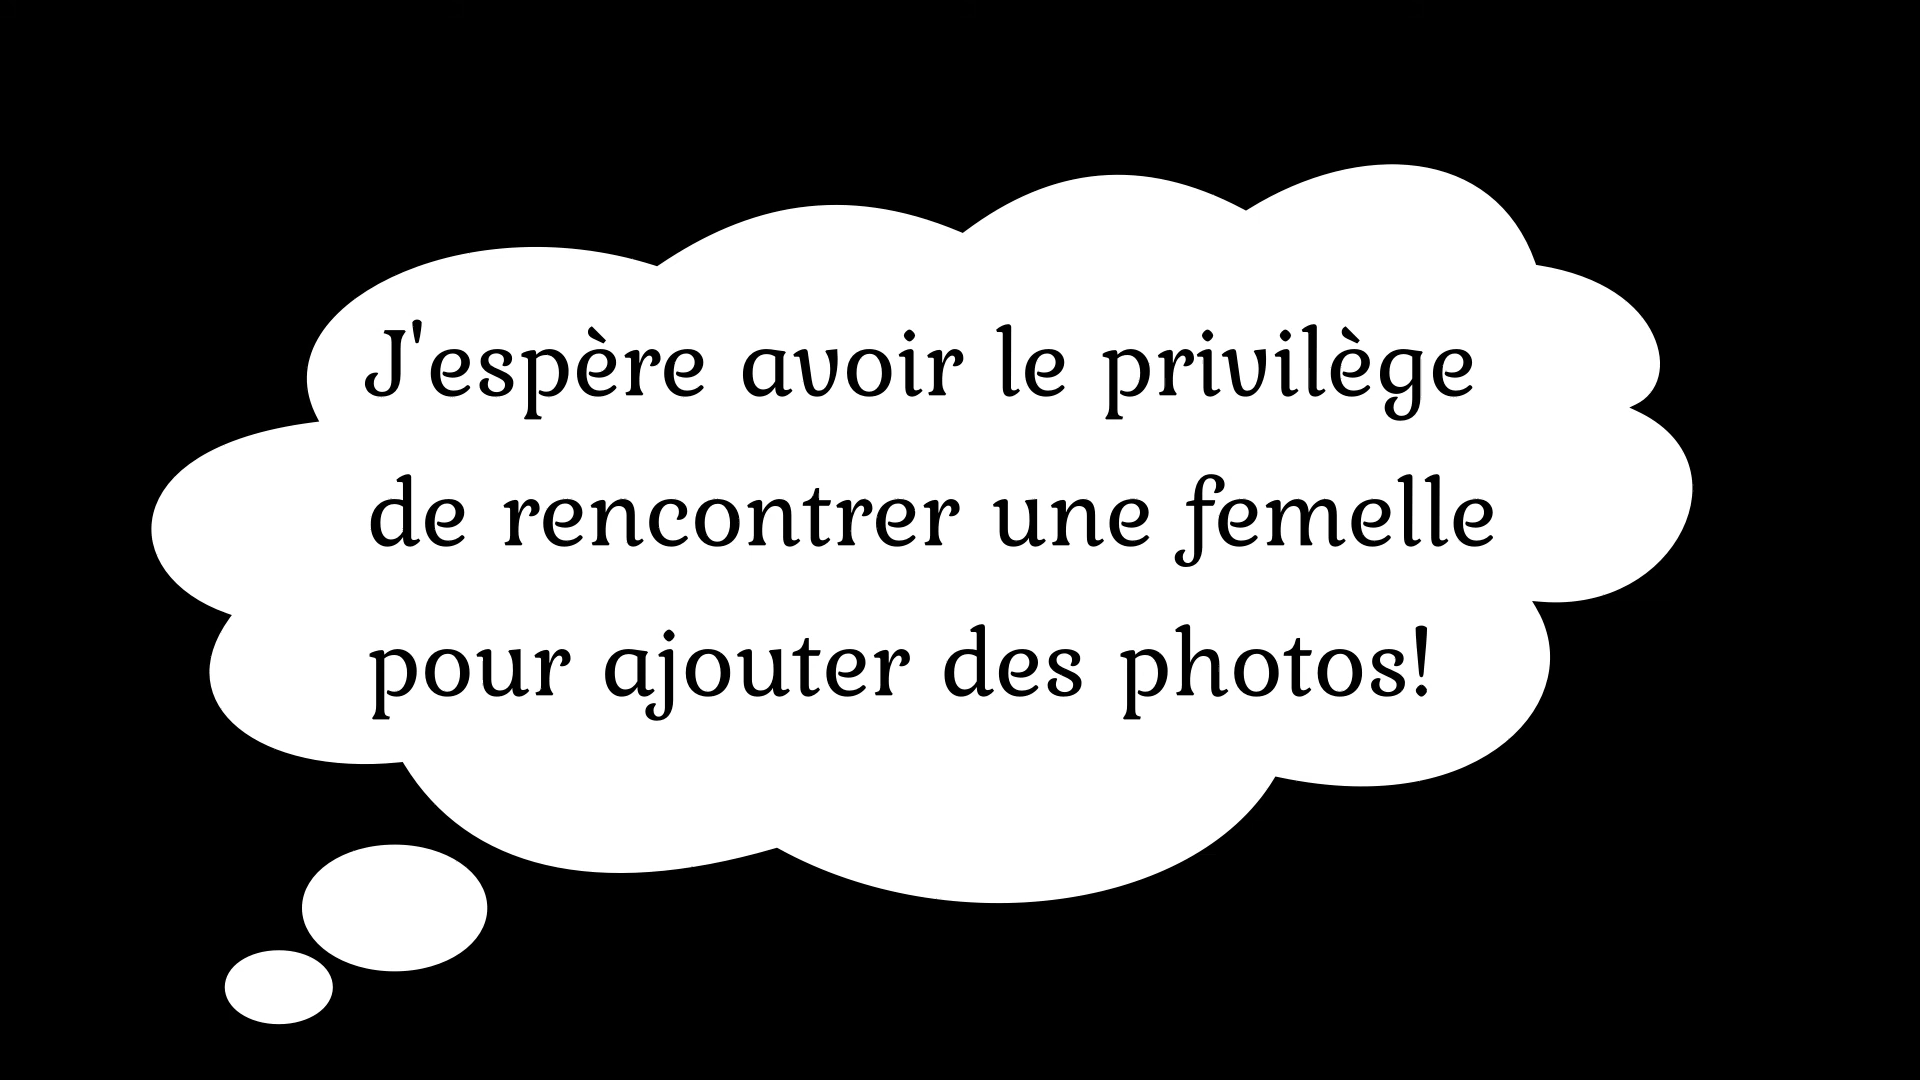 J'espère avoir le privilège
de rencontrer une femelle
pour ajouter des photos!